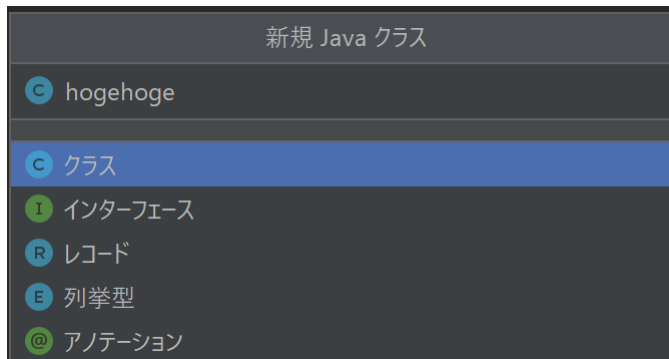 新規 Java クラス
C hogehoge
C クラス
I インターフェース
R レコード
E 列挙型
@ アノテーション